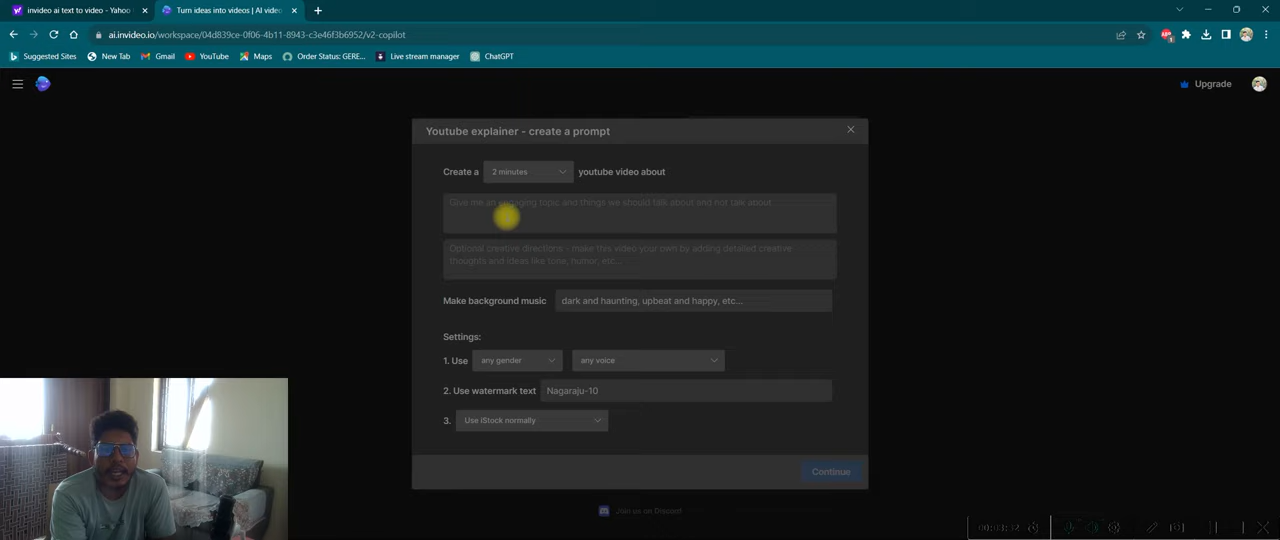 invideo ai text to video - Yahoo
Turn ideas into videos | AI vide
ai.invideo.io/workspace/04d839ce-0f06-4b11-8943-c3e46f3b6952/v2-copilot
Suggested Sites New Tab Gmail YouTube Maps Order Status: GERE... Live stream manager ChatGPT
Upgrade
Youtube explainer - create a prompt
Create a 2 minutes youtube video about
Give me an engaging topic and things we should talk about and not talk about
Optional creative directions - make this video your own by adding detailed creative
thoughts and ideas like tone, humor, etc...
Make background music dark and haunting, upbeat and happy, etc...
Settings:
1. Use any gender any voice
2. Use watermark text Nagaraju-10
3. Use iStock normally
Continue
Join us on Discord